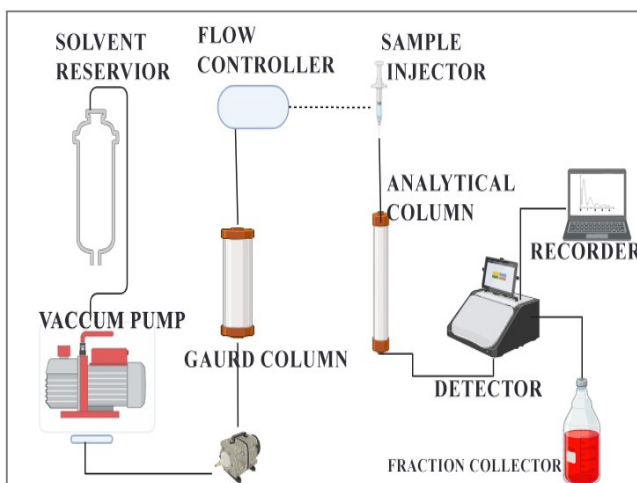 SOLVENT
RESERVIOR
FLOW
CONTROLLER
SAMPLE
INJECTOR
ANALYTICAL
COLUMN
RECORDER
VACCUM PUMP
GAURD COLUMN
DETECTOR
FRACTION COLLECTOR